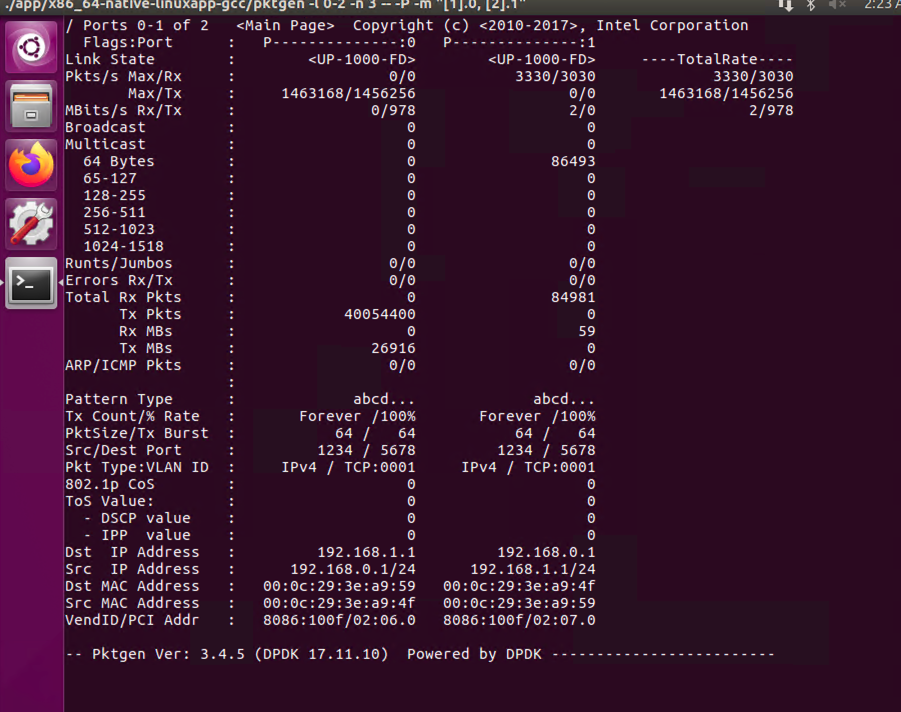 ./app/x86_64-native-linuxapp-gcc/pktgen -l 0-2 -n 3 -- -P -m "[1].0, [2].1" 2:23
/ Ports 0-1 of 2   <Main Page>  Copyright (c) <2010-2017>, Intel Corporation
  Flags:Port      :   P--------------:0   P--------------:1
Link State        :        <UP-1000-FD>        <UP-1000-FD>     ----TotalRate----
Pkts/s Max/Rx     :                 0/0           3330/3030             3330/3030
       Max/Tx     :     1463168/1456256                 0/0       1463168/1456256
MBits/s Rx/Tx     :               0/978                 2/0                 2/978
Broadcast         :                   0                   0
Multicast         :                   0                   0
  64 Bytes        :                   0               86493
  65-127          :                   0                   0
  128-255         :                   0                   0
  256-511         :                   0                   0
  512-1023        :                   0                   0
  1024-1518       :                   0                   0
Runts/Jumbos      :                 0/0                 0/0
Errors Rx/Tx      :                 0/0                 0/0
Total Rx Pkts     :                   0               84981
      Tx Pkts     :            40054400                   0
      Rx MBs      :                   0                  59
      Tx MBs      :               26916                   0
ARP/ICMP Pkts     :                 0/0                 0/0
                  :
Pattern Type      :             abcd...             abcd...
Tx Count/% Rate   :       Forever /100%       Forever /100%
PktSize/Tx Burst  :           64 /   64           64 /   64
Src/Dest Port     :         1234 / 5678         1234 / 5678
Pkt Type:VLAN ID  :     IPv4 / TCP:0001     IPv4 / TCP:0001
802.1p CoS        :                   0                   0
ToS Value:        :                   0                   0
  - DSCP value    :                   0                   0
  - IPP  value    :                   0                   0
Dst  IP Address   :         192.168.1.1         192.168.0.1
Src  IP Address   :      192.168.0.1/24      192.168.1.1/24
Dst MAC Address   :   00:0c:29:3e:a9:59   00:0c:29:3e:a9:4f
Src MAC Address   :   00:0c:29:3e:a9:4f   00:0c:29:3e:a9:59
VendID/PCI Addr   :   8086:100f/02:06.0   8086:100f/02:07.0
-- Pktgen Ver: 3.4.5 (DPDK 17.11.10)  Powered by DPDK -------------------------